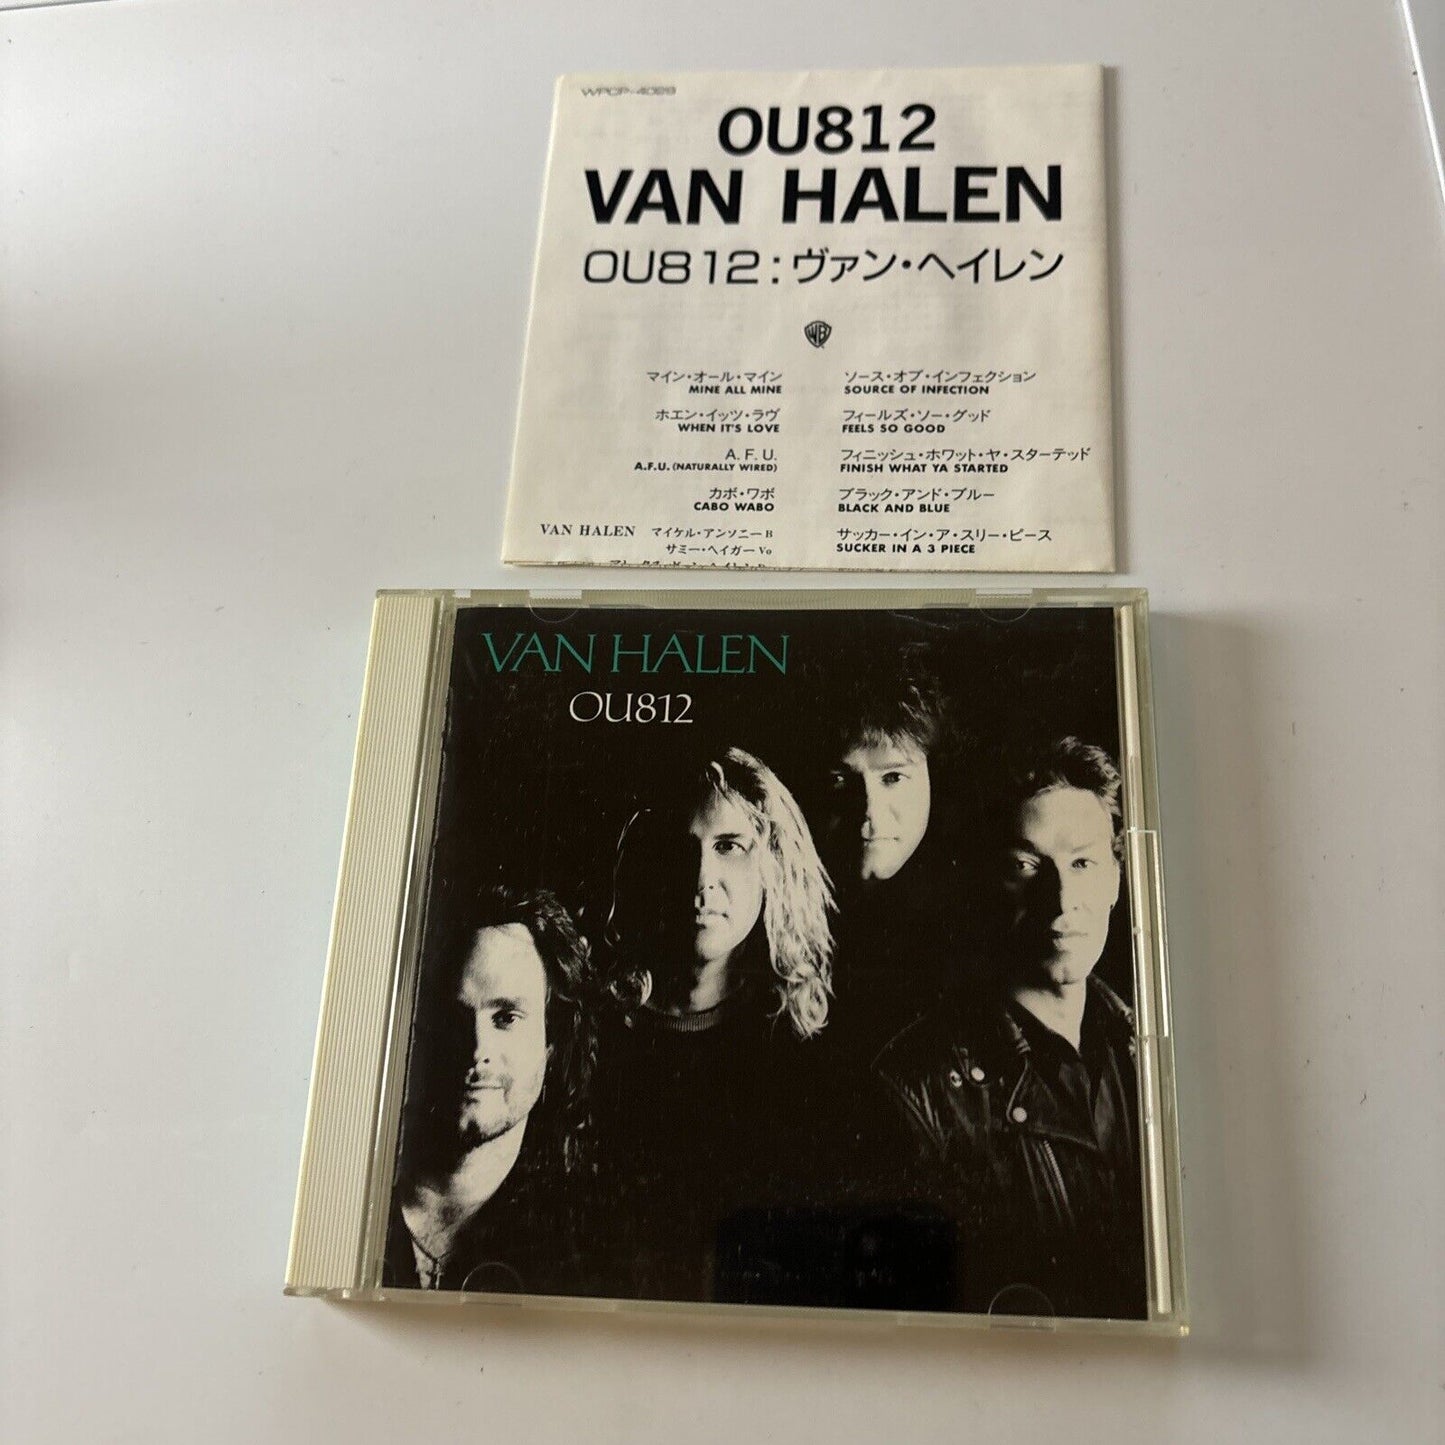 WPCP-4029
OU812
VAN HALEN
OU812:ヴァン・ヘイレン
WB
マイン・オール・マイン
MINE ALL MINE
ホエン・イッツ・ラヴ
WHEN IT'S LOVE
A. F. U.
A.F.U. (NATURALLY WIRED)
カボ・ワボ
CABO WABO
ソース・オブ・インフェクション
SOURCE OF INFECTION
フィールズ・ソー・グッド
FEELS SO GOOD
フィニッシュ・ホワット・ヤ・スターテッド
FINISH WHAT YA STARTED
ブラック・アンド・ブルー
BLACK AND BLUE
サッカー・イン・ア・スリー・ピース
SUCKER IN A 3 PIECE
VAN HALEN マイケル・アンソニー B
サミー・ヘイガー Vo
VAN HALEN
OU812